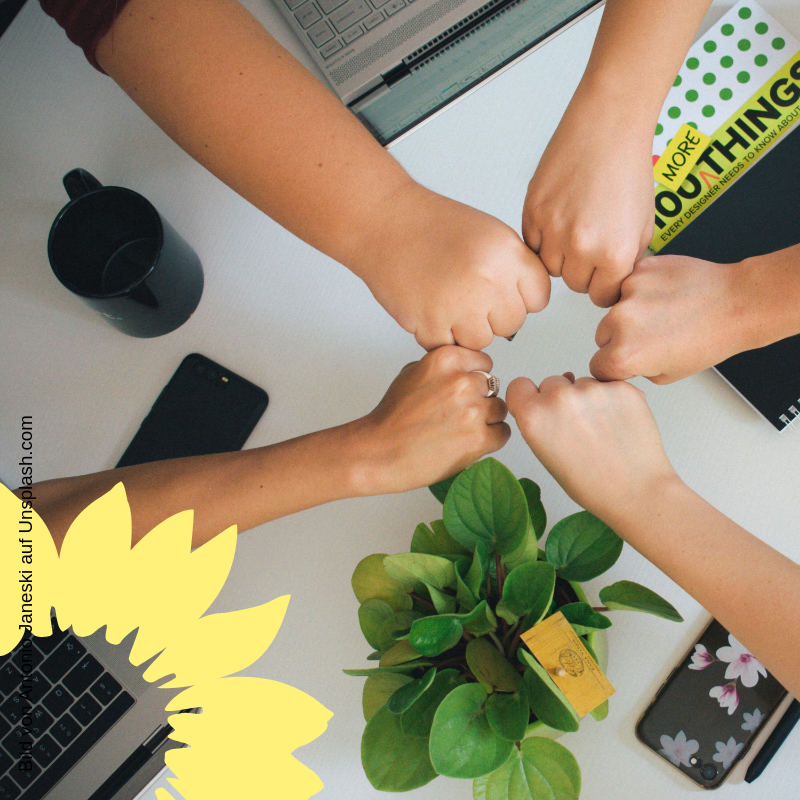 MORE
100 THINGS
EVERY DESIGNER NEEDS TO KNOW ABOUT
Bild von Antonio Janeski auf Unsplash.com